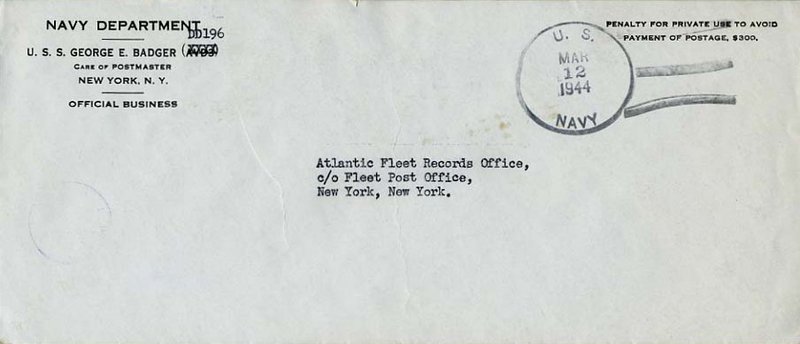 NAVY DEPARTMENT
DD196
U. S. S. GEORGE E. BADGER
CARE OF POSTMASTER
NEW YORK, N. Y.
OFFICIAL BUSINESS
PENALTY FOR PRIVATE USE TO AVOID
PAYMENT OF POSTAGE, $300.
U. S.
MAR
12
1944
NAVY
Atlantic Fleet Records Office,
c/o Fleet Post Office,
New York, New York.